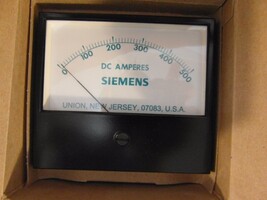 0 100 200 300 400 500
DC AMPERES
SIEMENS
UNION, NEW JERSEY, 07083, U.S.A.